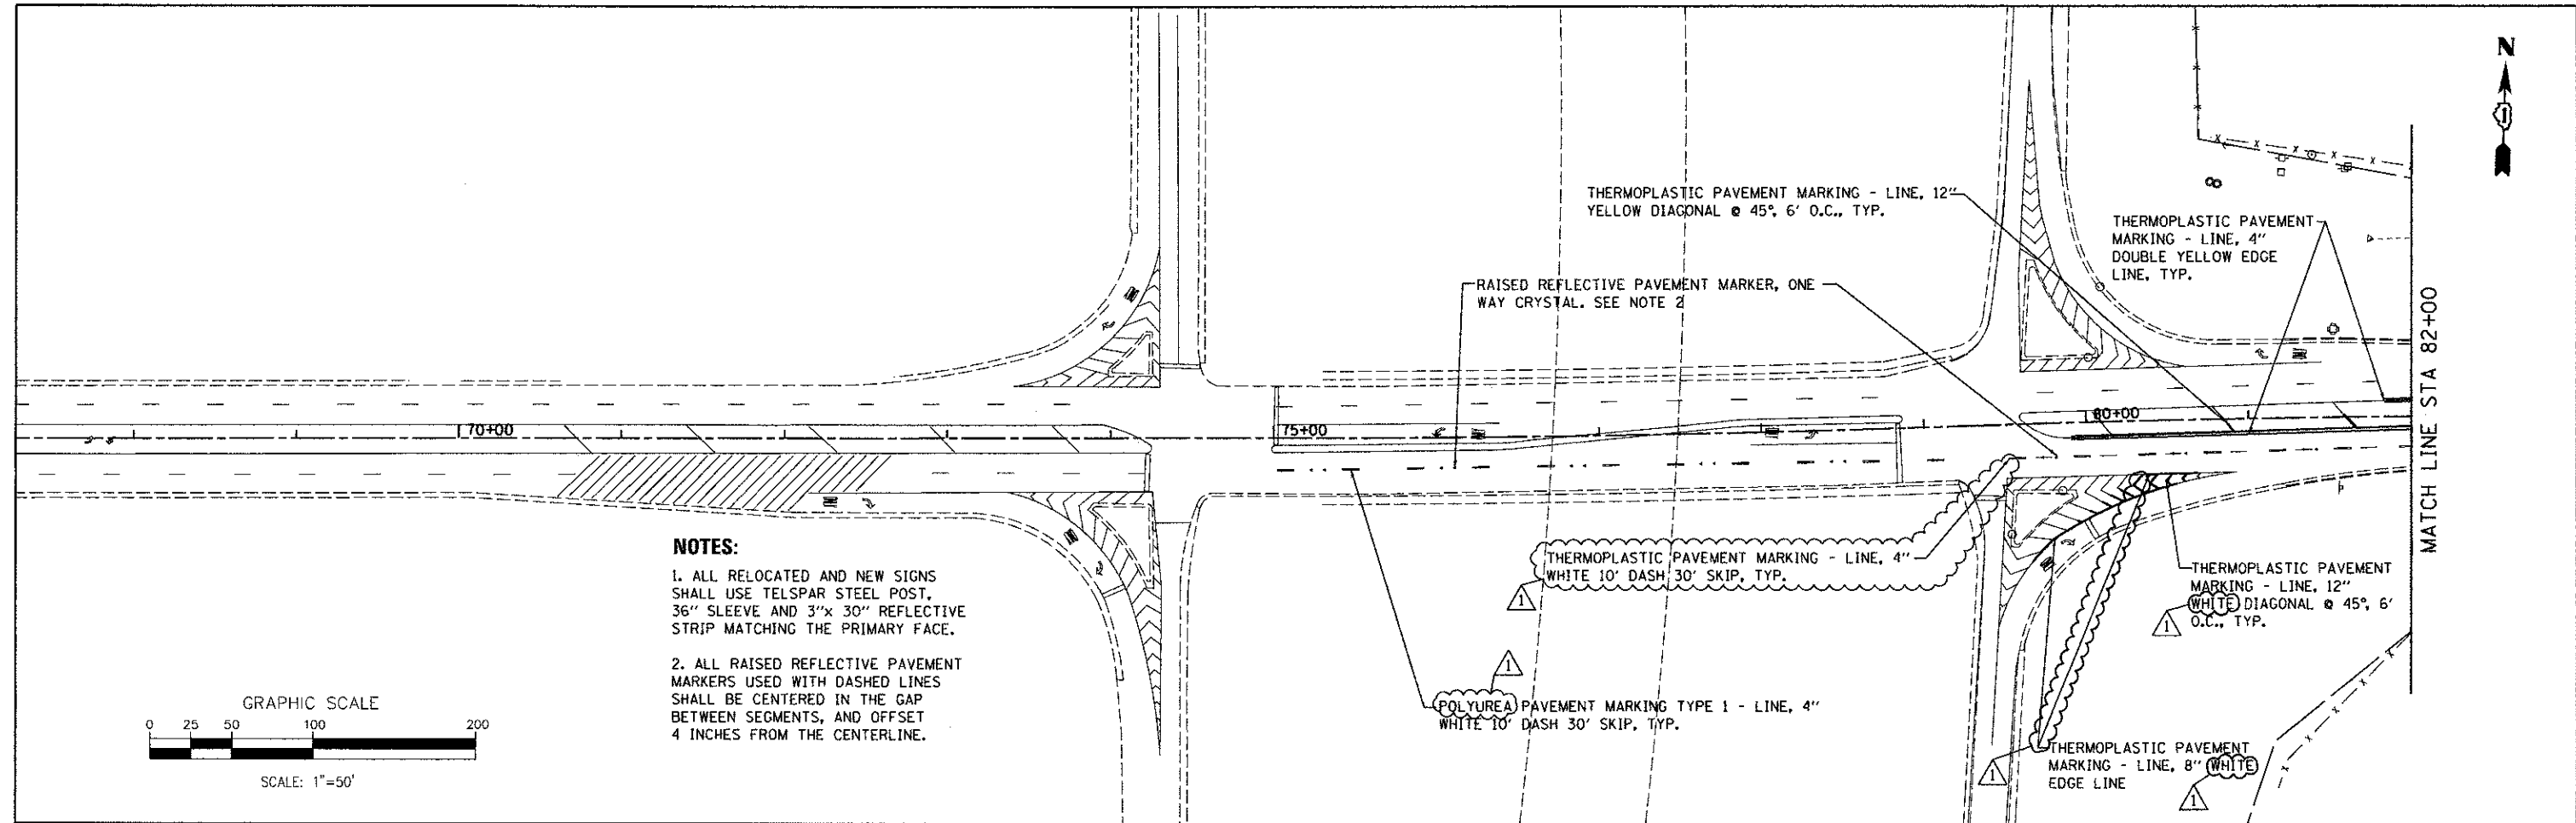 N
1
THERMOPLASTIC PAVEMENT MARKING - LINE, 12"
YELLOW DIAGONAL @ 45°, 6' O.C., TYP.
THERMOPLASTIC PAVEMENT
MARKING - LINE, 4"
DOUBLE YELLOW EDGE
LINE, TYP.
RAISED REFLECTIVE PAVEMENT MARKER, ONE
WAY CRYSTAL. SEE NOTE 2
MATCH LINE STA 82+00
70+00
75+00
80+00
NOTES:
1. ALL RELOCATED AND NEW SIGNS
SHALL USE TELSPAR STEEL POST,
36" SLEEVE AND 3"x 30" REFLECTIVE
STRIP MATCHING THE PRIMARY FACE.
2. ALL RAISED REFLECTIVE PAVEMENT
MARKERS USED WITH DASHED LINES
SHALL BE CENTERED IN THE GAP
BETWEEN SEGMENTS, AND OFFSET
4 INCHES FROM THE CENTERLINE.
THERMOPLASTIC PAVEMENT MARKING - LINE, 4"
WHITE 10' DASH 30' SKIP, TYP.
1
THERMOPLASTIC PAVEMENT
MARKING - LINE, 12"
WHITE DIAGONAL @ 45°, 6'
O.C., TYP.
1
1
POLYUREA PAVEMENT MARKING TYPE 1 - LINE, 4"
WHITE 10' DASH 30' SKIP, TYP.
THERMOPLASTIC PAVEMENT
MARKING - LINE, 8" WHITE
EDGE LINE
1
1
GRAPHIC SCALE
0 25 50 100 200
SCALE: 1"=50'